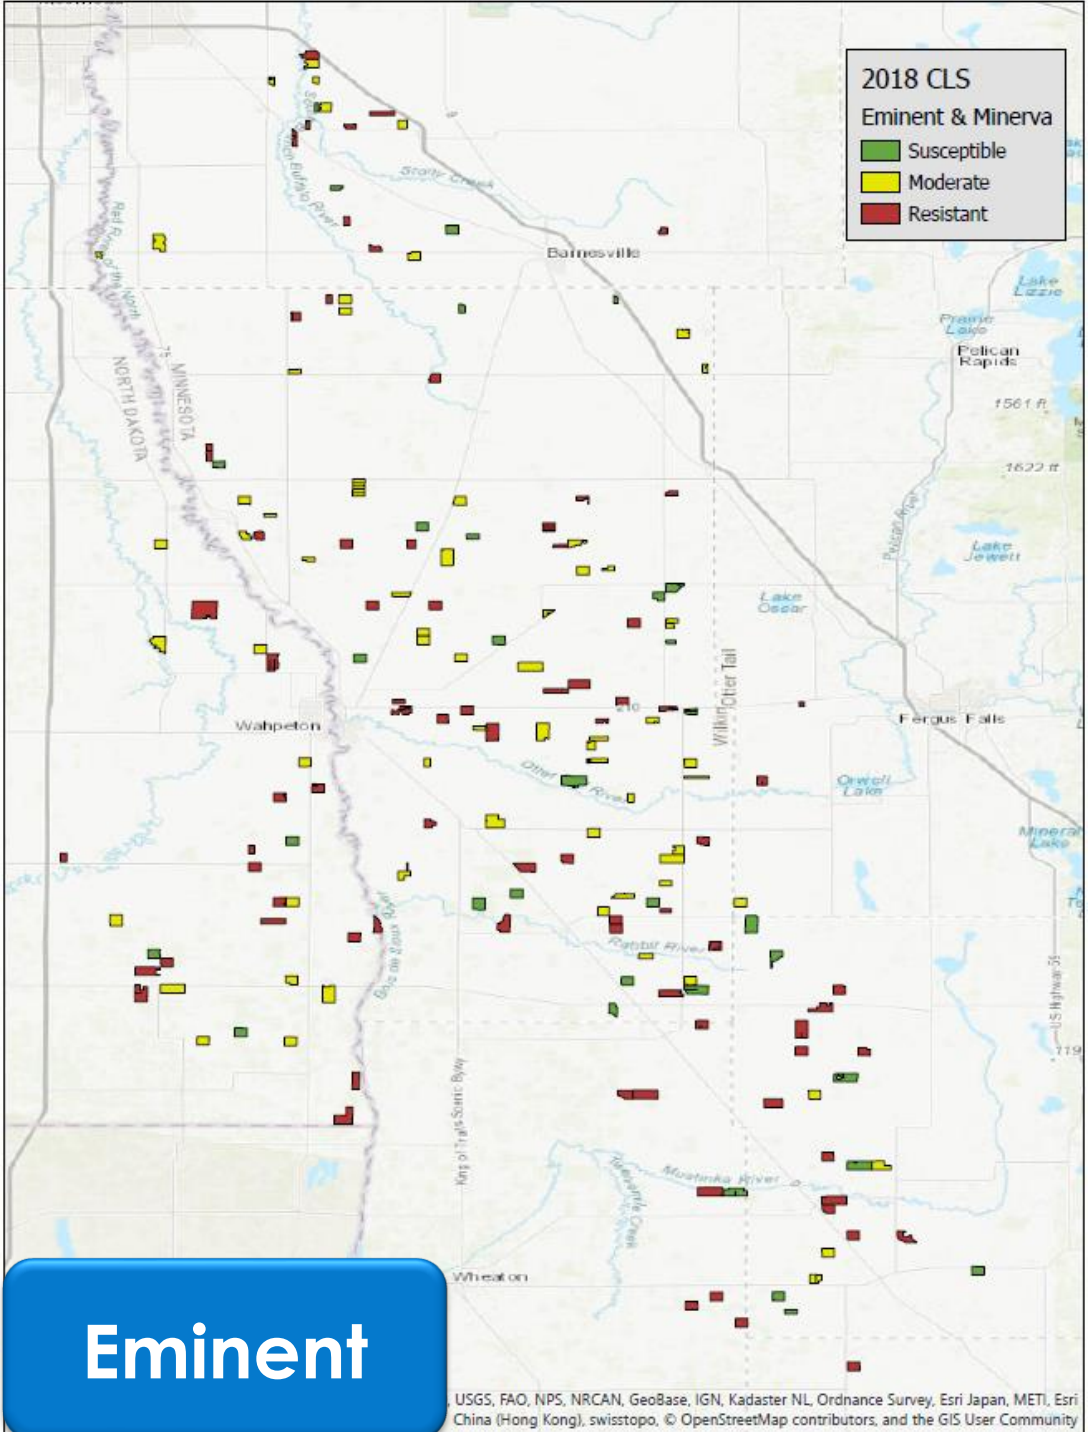 2018 CLS
Eminent & Minerva
Susceptible
Moderate
Resistant
Stony Creek
Buffalo River
Red River of the North
Barnesville
Lake
Lizzie
Prairie
Lake
Pelican
Rapids
75
MINNESOTA
NORTH DAKOTA
1561 ft
1622 ft
Pelican River
Lake
Jewett
Lake
Oscar
Wilkin
Otter Tail
210
Wahpeton
Fergus Falls
Otter
River
Orwell
Lake
Mineral
Lake
Bois de Sioux River
Rabbit River
US Highway 59
119
King of Trails Scenic Bywy
Mustinka River
Twelvemile Creek
Wheaton
Eminent
, USGS, FAO, NPS, NRCAN, GeoBase, IGN, Kadaster NL, Ordnance Survey, Esri Japan, METI, Esri
China (Hong Kong), swisstopo, © OpenStreetMap contributors, and the GIS User Community